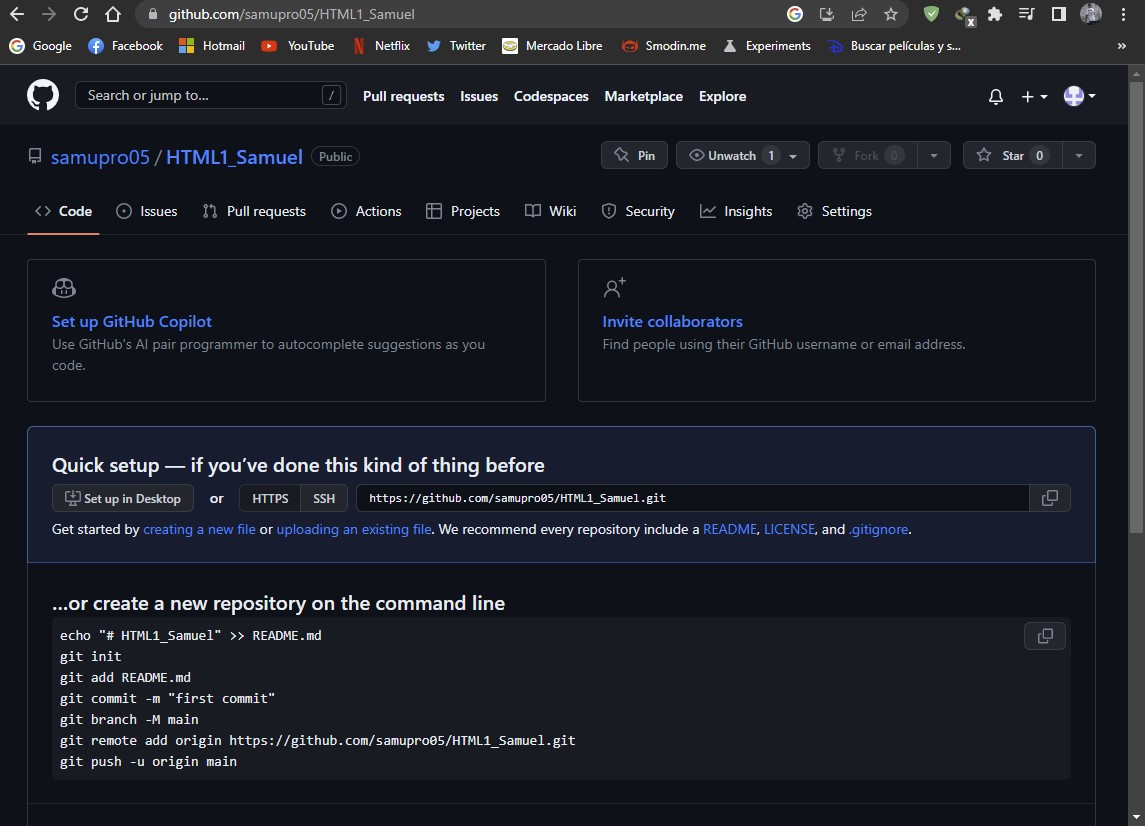 github.com/samupro05/HTML1_Samuel
Google Facebook Hotmail YouTube Netflix Twitter Mercado Libre Smodin.me Experiments Buscar películas y s... »
Search or jump to... / Pull requests Issues Codespaces Marketplace Explore
samupro05 / HTML1_Samuel Public Pin Unwatch 1 Fork 0 Star 0
Code Issues Pull requests Actions Projects Wiki Security Insights Settings
Set up GitHub Copilot
Use GitHub's AI pair programmer to autocomplete suggestions as you
code.
Invite collaborators
Find people using their GitHub username or email address.
Quick setup — if you’ve done this kind of thing before
Set up in Desktop or HTTPS SSH https://github.com/samupro05/HTML1_Samuel.git
Get started by creating a new file or uploading an existing file. We recommend every repository include a README, LICENSE, and .gitignore.
…or create a new repository on the command line
echo "# HTML1_Samuel" >> README.md
git init
git add README.md
git commit -m "first commit"
git branch -M main
git remote add origin https://github.com/samupro05/HTML1_Samuel.git
git push -u origin main